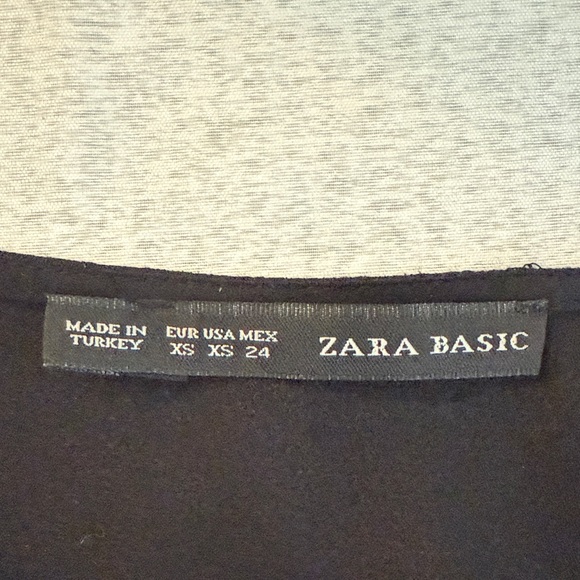 MADE IN
TURKEY
EUR USA MEX
XS XS 24
ZARA BASIC